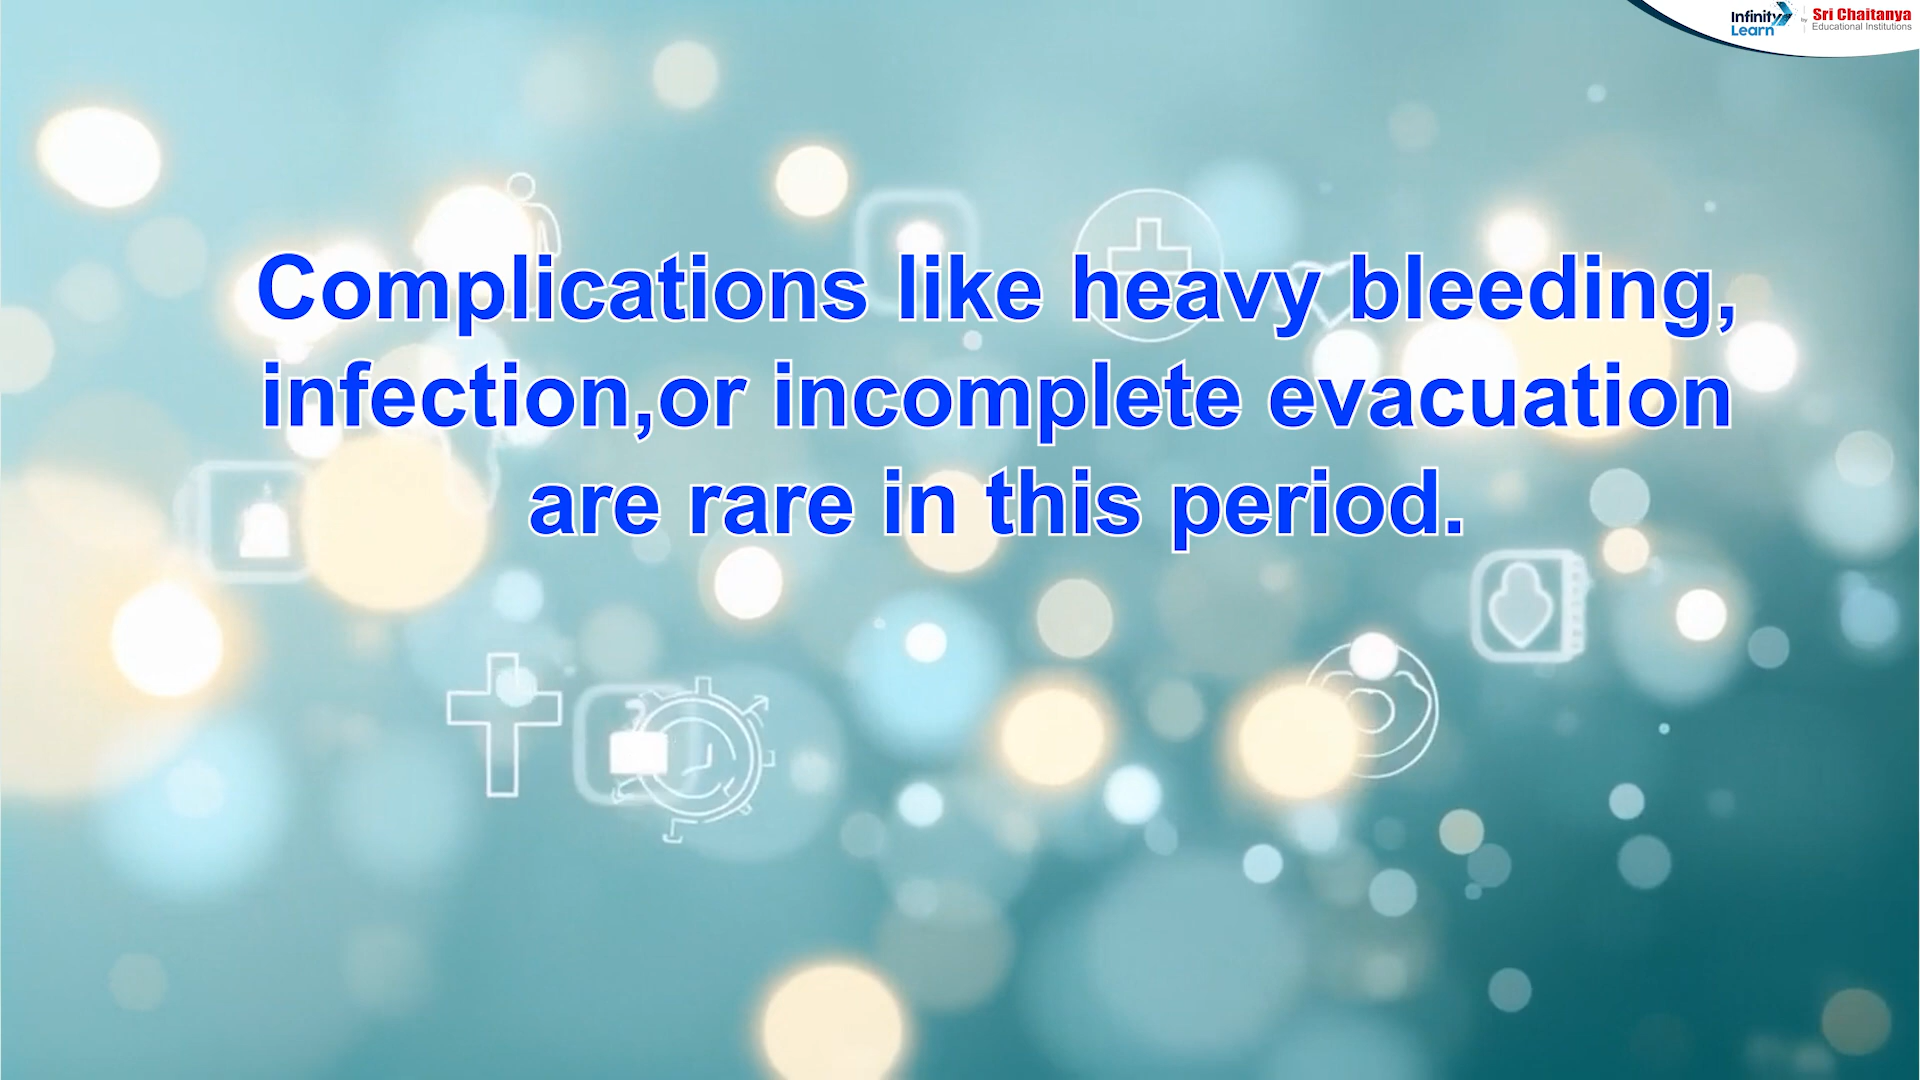 Infinity Learn by Sri Chaitanya
Educational Institutions
Complications like heavy bleeding,
infection,or incomplete evacuation
are rare in this period.